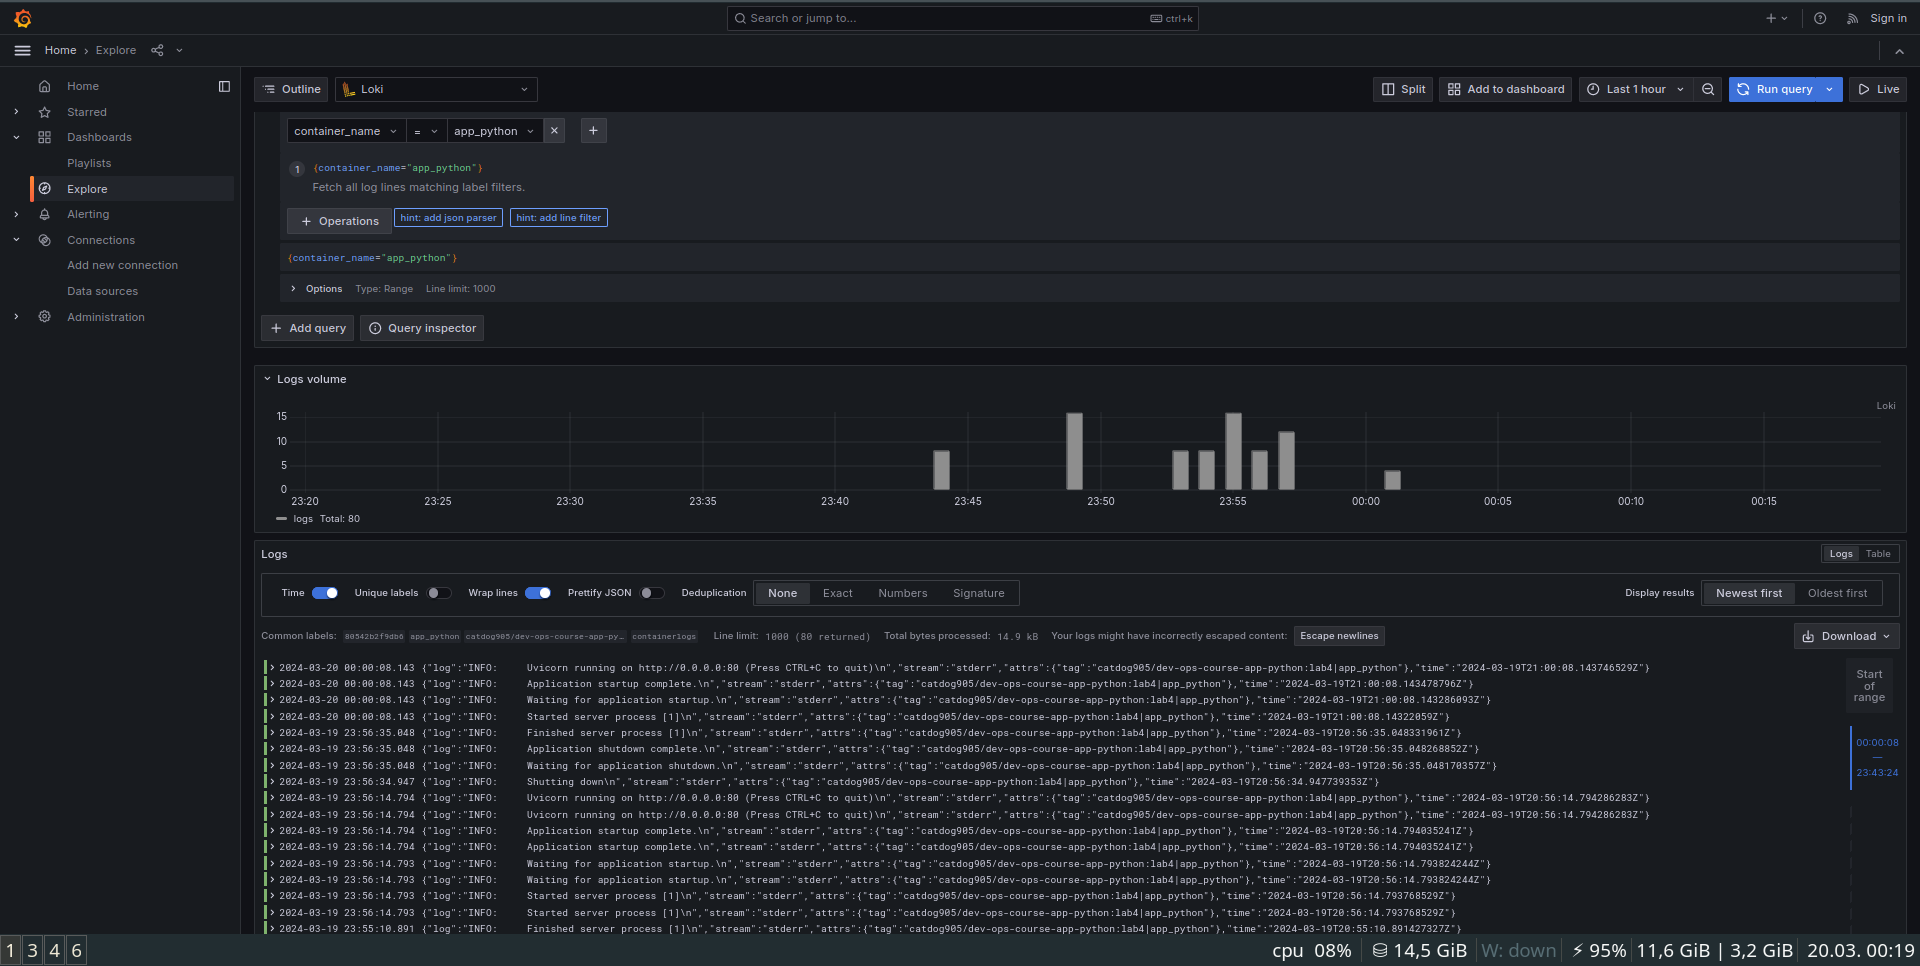 Search or jump to... ctrl+k Sign in
Home › Explore
Home
Starred
Dashboards
Playlists
Explore
Alerting
Connections
Add new connection
Data sources
Administration
Outline Loki Split Add to dashboard Last 1 hour Run query Live
container_name = app_python
1 {container_name="app_python"}
Fetch all log lines matching label filters.
+ Operations hint: add json parser hint: add line filter
{container_name="app_python"}
Options Type: Range Line limit: 1000
+ Add query Query inspector
Logs volume
Loki
15
10
5
0
23:20 23:25 23:30 23:35 23:40 23:45 23:50 23:55 00:00 00:05 00:10 00:15
logs Total: 80
Logs Logs Table
Time Unique labels Wrap lines Prettify JSON Deduplication None Exact Numbers Signature Display results Newest first Oldest first
Common labels: 80542b2f9db6 app_python catdog905/dev-ops-course-app-py… containerlogs Line limit: 1000 (80 returned) Total bytes processed: 14.9 kB Your logs might have incorrectly escaped content: Escape newlines Download
2024-03-20 00:00:08.143 {"log":"INFO: Uvicorn running on http://0.0.0.0:80 (Press CTRL+C to quit)\n","stream":"stderr","attrs":{"tag":"catdog905/dev-ops-course-app-python:lab4|app_python"},"time":"2024-03-19T21:00:08.143746529Z"}
2024-03-20 00:00:08.143 {"log":"INFO: Application startup complete.\n","stream":"stderr","attrs":{"tag":"catdog905/dev-ops-course-app-python:lab4|app_python"},"time":"2024-03-19T21:00:08.143478796Z"}
2024-03-20 00:00:08.143 {"log":"INFO: Waiting for application startup.\n","stream":"stderr","attrs":{"tag":"catdog905/dev-ops-course-app-python:lab4|app_python"},"time":"2024-03-19T21:00:08.143286093Z"}
2024-03-20 00:00:08.143 {"log":"INFO: Started server process [1]\n","stream":"stderr","attrs":{"tag":"catdog905/dev-ops-course-app-python:lab4|app_python"},"time":"2024-03-19T21:00:08.14322059Z"}
2024-03-19 23:56:35.048 {"log":"INFO: Finished server process [1]\n","stream":"stderr","attrs":{"tag":"catdog905/dev-ops-course-app-python:lab4|app_python"},"time":"2024-03-19T20:56:35.048331961Z"}
2024-03-19 23:56:35.048 {"log":"INFO: Application shutdown complete.\n","stream":"stderr","attrs":{"tag":"catdog905/dev-ops-course-app-python:lab4|app_python"},"time":"2024-03-19T20:56:35.048268852Z"}
2024-03-19 23:56:35.048 {"log":"INFO: Waiting for application shutdown.\n","stream":"stderr","attrs":{"tag":"catdog905/dev-ops-course-app-python:lab4|app_python"},"time":"2024-03-19T20:56:35.048170357Z"}
2024-03-19 23:56:34.947 {"log":"INFO: Shutting down\n","stream":"stderr","attrs":{"tag":"catdog905/dev-ops-course-app-python:lab4|app_python"},"time":"2024-03-19T20:56:34.947739353Z"}
2024-03-19 23:56:14.794 {"log":"INFO: Uvicorn running on http://0.0.0.0:80 (Press CTRL+C to quit)\n","stream":"stderr","attrs":{"tag":"catdog905/dev-ops-course-app-python:lab4|app_python"},"time":"2024-03-19T20:56:14.794286283Z"}
2024-03-19 23:56:14.794 {"log":"INFO: Uvicorn running on http://0.0.0.0:80 (Press CTRL+C to quit)\n","stream":"stderr","attrs":{"tag":"catdog905/dev-ops-course-app-python:lab4|app_python"},"time":"2024-03-19T20:56:14.794286283Z"}
2024-03-19 23:56:14.794 {"log":"INFO: Application startup complete.\n","stream":"stderr","attrs":{"tag":"catdog905/dev-ops-course-app-python:lab4|app_python"},"time":"2024-03-19T20:56:14.794035241Z"}
2024-03-19 23:56:14.794 {"log":"INFO: Application startup complete.\n","stream":"stderr","attrs":{"tag":"catdog905/dev-ops-course-app-python:lab4|app_python"},"time":"2024-03-19T20:56:14.794035241Z"}
2024-03-19 23:56:14.793 {"log":"INFO: Waiting for application startup.\n","stream":"stderr","attrs":{"tag":"catdog905/dev-ops-course-app-python:lab4|app_python"},"time":"2024-03-19T20:56:14.793824244Z"}
2024-03-19 23:56:14.793 {"log":"INFO: Waiting for application startup.\n","stream":"stderr","attrs":{"tag":"catdog905/dev-ops-course-app-python:lab4|app_python"},"time":"2024-03-19T20:56:14.793824244Z"}
2024-03-19 23:56:14.793 {"log":"INFO: Started server process [1]\n","stream":"stderr","attrs":{"tag":"catdog905/dev-ops-course-app-python:lab4|app_python"},"time":"2024-03-19T20:56:14.793768529Z"}
2024-03-19 23:56:14.793 {"log":"INFO: Started server process [1]\n","stream":"stderr","attrs":{"tag":"catdog905/dev-ops-course-app-python:lab4|app_python"},"time":"2024-03-19T20:56:14.793768529Z"}
2024-03-19 23:55:10.891 {"log":"INFO: Finished server process [1]\n","stream":"stderr","attrs":{"tag":"catdog905/dev-ops-course-app-python:lab4|app_python"},"time":"2024-03-19T20:55:10.891427327Z"}
Start
of
range
00:00:08
—
23:43:24
1 3 4 6 cpu 08% 14,5 GiB W: down ⚡ 95% 11,6 GiB | 3,2 GiB 20.03. 00:19